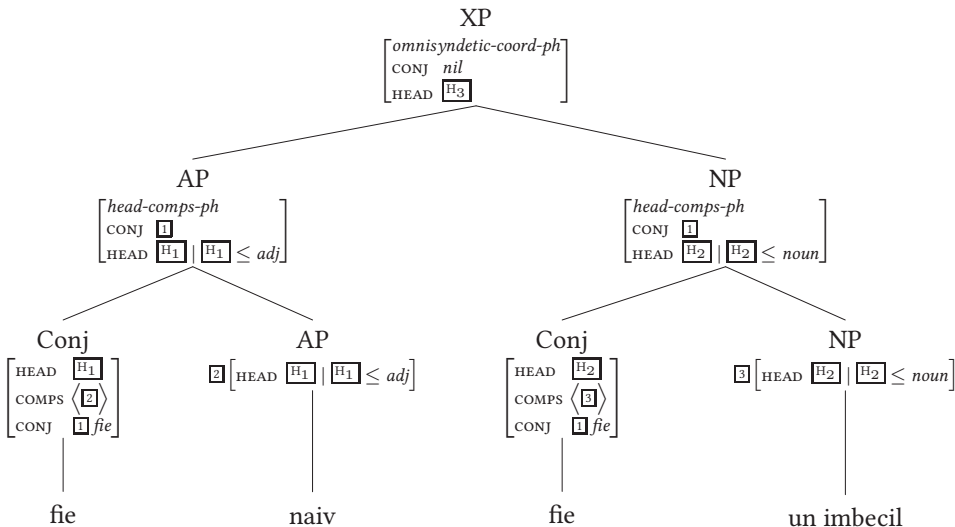 XP
omnisyndetic-coord-ph
CONJ nil
HEAD H3
AP NP
head-comps-ph head-comps-ph
CONJ 1 CONJ 1
HEAD H1 | H1 ≤ adj HEAD H2 | H2 ≤ noun
Conj AP Conj NP
HEAD H1 2 [HEAD H1 | H1 ≤ adj] HEAD H2 3 [HEAD H2 | H2 ≤ noun]
COMPS ⟨2⟩ COMPS ⟨3⟩
CONJ 1 fie CONJ 1 fie
fie naiv fie un imbecil